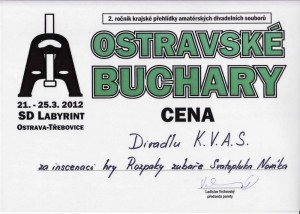 2. ročník krajské přehlídky amatérských divadelních souborů
OSTRAVSKÉ
BUCHARY
21. - 25.3. 2012
SD LABYRINT
OSTRAVA-TŘEBOVICE
CENA
Divadlu K.V.A.S.
za inscenaci hry Rozpaky zubaře Svatopluka Nováka
Ladislav Vrchovský
předseda poroty